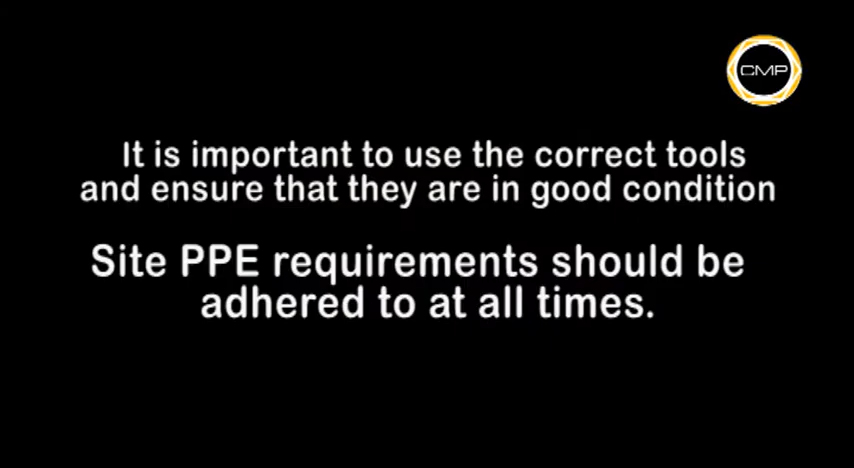 CMP
It is important to use the correct tools
and ensure that they are in good condition
Site PPE requirements should be
adhered to at all times.